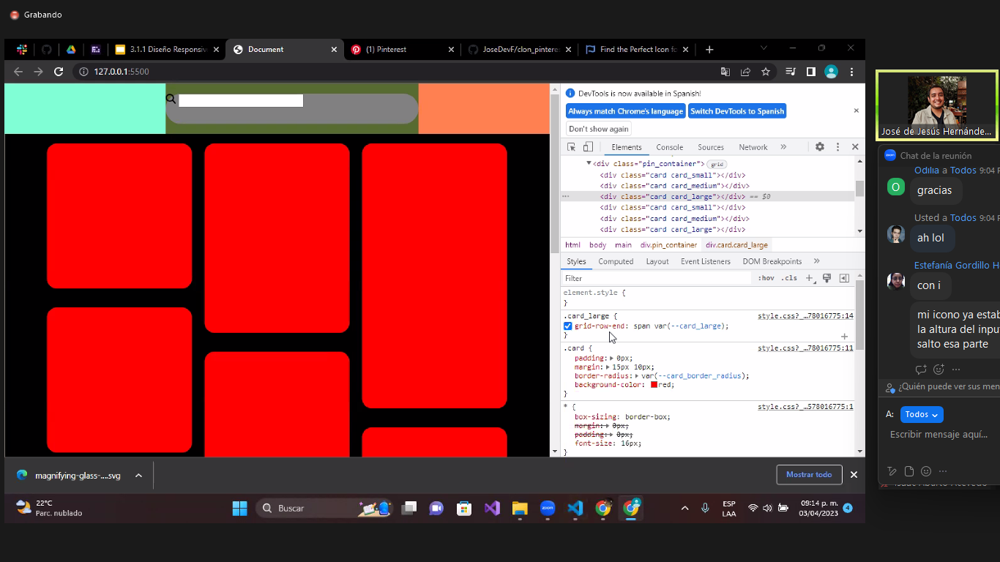 Grabando
3.1.1 Diseño Responsiv
Document
(1) Pinterest
JoseDevF/clon_pintere
Find the Perfect Icon fo
127.0.0.1:5500
DevTools is now available in Spanish!
Always match Chrome's language
Switch DevTools to Spanish
Don't show again
Elements
Console
Sources
Network
<div class="pin_container">
grid
<div class="card card_small"></div>
<div class="card card_medium"></div>
<div class="card card_large"></div> == $0
<div class="card card_small"></div>
<div class="card card_medium"></div>
<div class="card card_large"></div>
html
body
main
div.pin_container
div.card.card_large
Styles
Computed
Layout
Event Listeners
DOM Breakpoints
Filter
:hov
.cls
element.style {
}
.card_large {
style.css?_…78016775:14
grid-row-end: span var(--card_large);
}
.card {
style.css?_…78016775:11
padding: 0px;
margin: 15px 10px;
border-radius: var(--card_border_radius);
background-color: red;
}
* {
style.css?_…578016775:1
box-sizing: border-box;
margin: 0px;
padding: 0px;
font-size: 16px;
}
magnifying-glass-....svg
Mostrar todo
22°C
Parc. nublado
Buscar
ESP
LAA
09:14 p. m.
03/04/2023
4
José de Jesús Hernánde...
zoom
Chat de la reunión
Odilia a Todos 9:04 P
O
gracias
Usted a Todos 9:04 P
ah lol
Estefanía Gordillo H
con i
mi icono ya estab
la altura del inpu
salto esa parte
¿Quién puede ver sus men
A:
Todos
Escribir mensaje aquí...